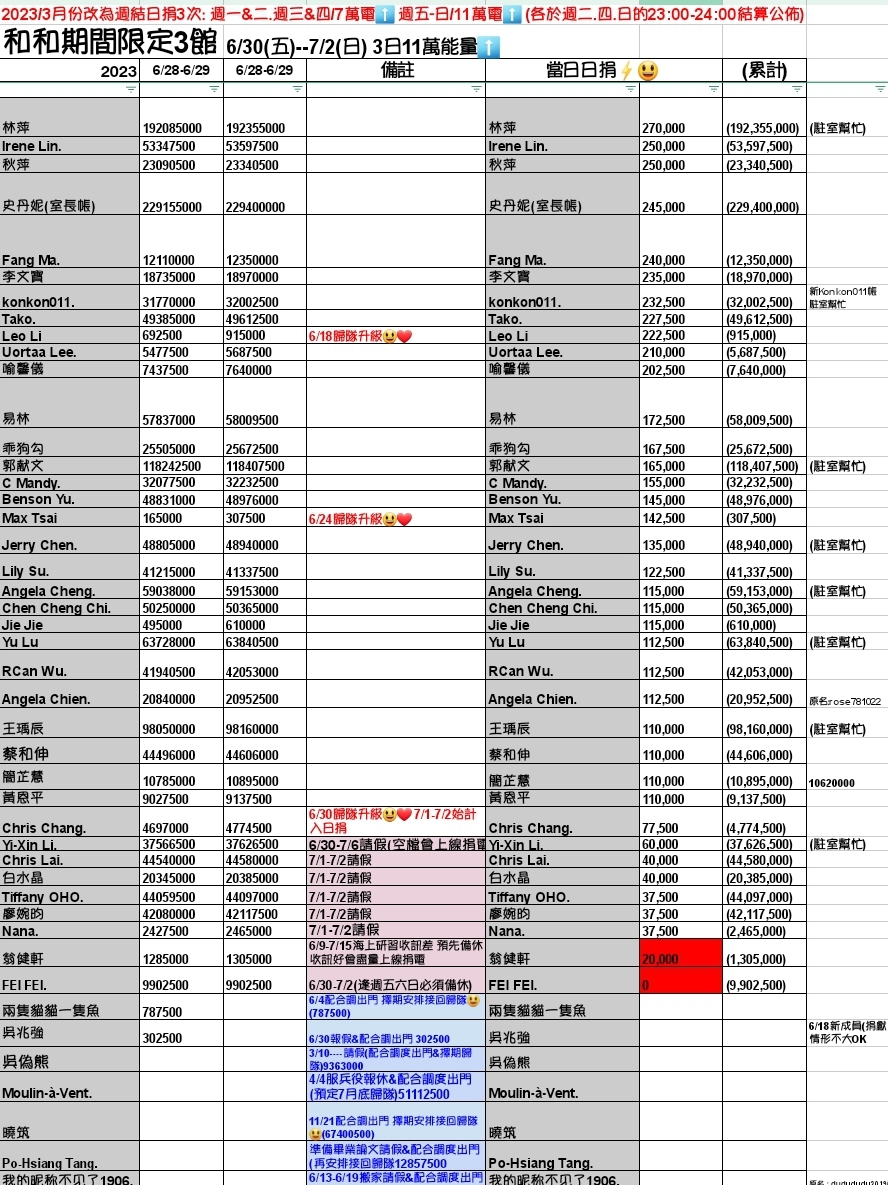 2023/3月份改為週結日捐3次: 週一&二.週三&四/7萬電⬆️ 週五-日/11萬電⬆️ (各於週二.四.日的23:00-24:00結算公佈)
和和期間限定3館 6/30(五)--7/2(日) 3日11萬能量⬆️
2023 6/28-6/29 6/28-6/29 備註 當日日捐⚡😃 (累計)
林萍 192085000 192355000 林萍 270,000 (192,355,000) (駐室幫忙)
Irene Lin. 53347500 53597500 Irene Lin. 250,000 (53,597,500)
秋萍 23090500 23340500 秋萍 250,000 (23,340,500)
史丹妮(室長帳) 229155000 229400000 史丹妮(室長帳) 245,000 (229,400,000)
Fang Ma. 12110000 12350000 Fang Ma. 240,000 (12,350,000)
李文寶 18735000 18970000 李文寶 235,000 (18,970,000)
konkon011. 31770000 32002500 konkon011. 232,500 (32,002,500) 新Konkon011帳
駐室幫忙
Tako. 49385000 49612500 Tako. 227,500 (49,612,500)
Leo Li 692500 915000 6/18歸隊升級😃❤️ Leo Li 222,500 (915,000)
Uortaa Lee. 5477500 5687500 Uortaa Lee. 210,000 (5,687,500)
喻馨儀 7437500 7640000 喻馨儀 202,500 (7,640,000)
易林 57837000 58009500 易林 172,500 (58,009,500)
乖狗勾 25505000 25672500 乖狗勾 167,500 (25,672,500)
郭献文 118242500 118407500 郭献文 165,000 (118,407,500) (駐室幫忙)
C Mandy. 32077500 32232500 C Mandy. 155,000 (32,232,500)
Benson Yu. 48831000 48976000 Benson Yu. 145,000 (48,976,000)
Max Tsai 165000 307500 6/24歸隊升級😃❤️ Max Tsai 142,500 (307,500)
Jerry Chen. 48805000 48940000 Jerry Chen. 135,000 (48,940,000) (駐室幫忙)
Lily Su. 41215000 41337500 Lily Su. 122,500 (41,337,500)
Angela Cheng. 59038000 59153000 Angela Cheng. 115,000 (59,153,000) (駐室幫忙)
Chen Cheng Chi. 50250000 50365000 Chen Cheng Chi. 115,000 (50,365,000)
Jie Jie 495000 610000 Jie Jie 115,000 (610,000)
Yu Lu 63728000 63840500 Yu Lu 112,500 (63,840,500) (駐室幫忙)
RCan Wu. 41940500 42053000 RCan Wu. 112,500 (42,053,000)
Angela Chien. 20840000 20952500 Angela Chien. 112,500 (20,952,500) 原名:rose781022
王瑀辰 98050000 98160000 王瑀辰 110,000 (98,160,000) (駐室幫忙)
蔡和伸 44496000 44606000 蔡和伸 110,000 (44,606,000)
簡芷慧 10785000 10895000 簡芷慧 110,000 (10,895,000) 10620000
黃恩平 9027500 9137500 黃恩平 110,000 (9,137,500)
Chris Chang. 4697000 4774500 6/30歸隊升級😃❤️7/1-7/2始計
入日捐 Chris Chang. 77,500 (4,774,500)
Yi-Xin Li. 37566500 37626500 6/30-7/6請假(空檔會上線捐電 Yi-Xin Li. 60,000 (37,626,500) (駐室幫忙)
Chris Lai. 44540000 44580000 7/1-7/2請假 Chris Lai. 40,000 (44,580,000)
白水晶 20345000 20385000 7/1-7/2請假 白水晶 40,000 (20,385,000)
Tiffany OHO. 44059500 44097000 7/1-7/2請假 Tiffany OHO. 37,500 (44,097,000)
廖婉昀 42080000 42117500 7/1-7/2請假 廖婉昀 37,500 (42,117,500)
Nana. 2427500 2465000 7/1-7/2請假 Nana. 37,500 (2,465,000)
翁健軒 1285000 1305000 6/9-7/15海上研習收訊差 預先備休
收訊好會盡量上線捐電 翁健軒 20,000 (1,305,000)
FEI FEI. 9902500 9902500 6/30-7/2(逢週五六日必須備休) FEI FEI. 0 (9,902,500)
兩隻貓貓一隻魚 787500 6/4配合調出門 擇期安排接回歸隊😃
(787500) 兩隻貓貓一隻魚
吳兆強 302500 6/30報假&配合調出門 302500 吳兆強 6/18新成員(捐獻
情形不大OK
吳偽熊 3/10----請假(配合調度出門&擇期歸
隊)9363000 吳偽熊
Moulin-à-Vent. 4/4服兵役報休&配合調度出門
(預定7月底歸隊)51112500 Moulin-à-Vent.
曉筑 11/21配合調出門 擇期安排接回歸隊
😃(67400500) 曉筑
Po-Hsiang Tang. 準備畢業論文請假&配合調度出門
(再安排接回歸隊12857500 Po-Hsiang Tang.
我的昵称不见了1906. 6/13-6/19搬家請假&配合調度出門 我的昵称不见了1906.